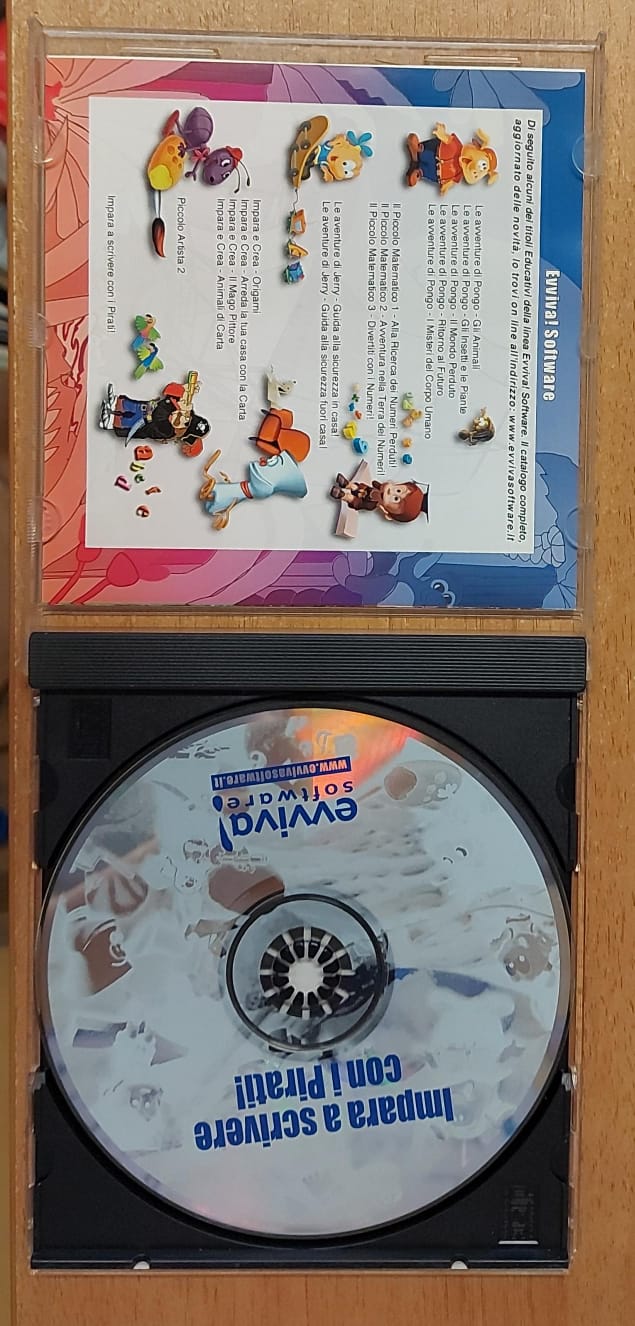 Evviva! Software
Di seguito alcuni dei titoli Educativi della linea Evviva! Software. Il catalogo completo,
aggiornato delle novità, lo trovi on line all'indirizzo: www.evvivasoftware.it
Le avventure di Pongo - Gli Animali
Le avventure di Pongo - Gli Insetti e le Piante
Le avventure di Pongo - Il Mondo Perduto
Le avventure di Pongo - Ritorno al Futuro
Le avventure di Pongo - I Misteri del Corpo Umano
Il Piccolo Matematico 1 - Alla Ricerca dei Numeri Perduti!
Il Piccolo Matematico 2 - Avventura nella Terra dei Numeri!
Il Piccolo Matematico 3 - Divertiti con i Numeri!
Le avventure di Jerry - Guida alla sicurezza in casa
Le avventure di Jerry - Guida alla sicurezza fuori casa
Impara e Crea - Origami
Impara e Crea - Arreda la tua casa con la Carta
Impara e Crea - Il Mago Pittore
Impara e Crea - Animali di Carta
Piccolo Artista 2
Impara a scrivere con i Pirati!
Impara a scrivere
con i Pirati!
evviva!
software!
www.evvivasoftware.it